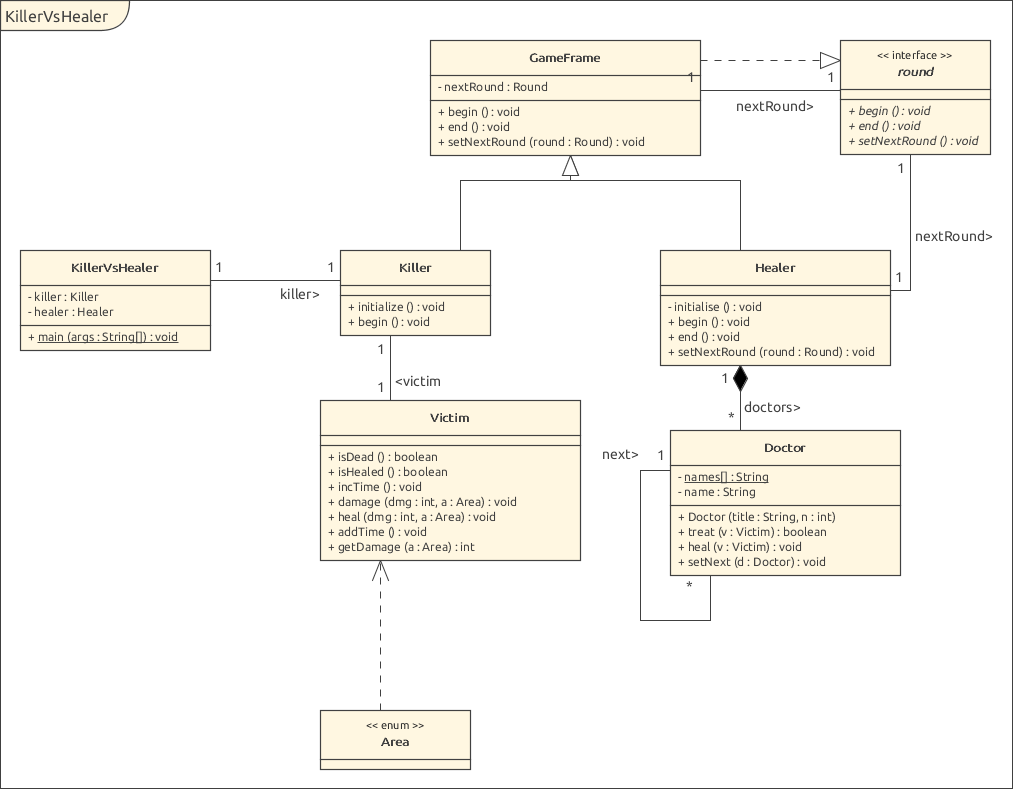 KillerVsHealer
GameFrame
- nextRound : Round
+ begin () : void
+ end () : void
+ setNextRound (round : Round) : void
1
1
nextRound>
<< interface >>
round
+ begin () : void
+ end () : void
+ setNextRound () : void
1
nextRound>
1
KillerVsHealer
- killer : Killer
- healer : Healer
+ main (args : String[]) : void
1
1
killer>
Killer
+ initialize () : void
+ begin () : void
Healer
- initialise () : void
+ begin () : void
+ end () : void
+ setNextRound (round : Round) : void
1
1
<victim
1
*
doctors>
Victim
+ isDead () : boolean
+ isHealed () : boolean
+ incTime () : void
+ damage (dmg : int, a : Area) : void
+ heal (dmg : int, a : Area) : void
+ addTime () : void
+ getDamage (a : Area) : int
next>
1
Doctor
- names[] : String
- name : String
+ Doctor (title : String, n : int)
+ treat (v : Victim) : boolean
+ heal (v : Victim) : void
+ setNext (d : Doctor) : void
*
<< enum >>
Area